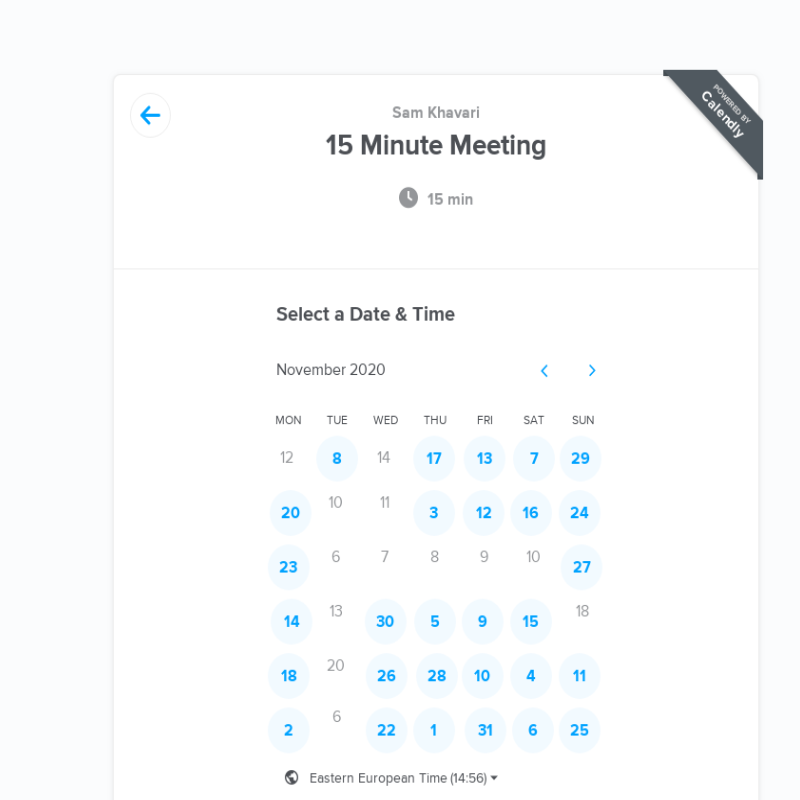 POWERED BY
Calendly
Sam Khavari
15 Minute Meeting
15 min
Select a Date & Time
November 2020
MON TUE WED THU FRI SAT SUN
12 8 14 17 13 7 29
20 10 11 3 12 16 24
23 6 7 8 9 10 27
14 13 30 5 9 15 18
18 20 26 28 10 4 11
2 6 22 1 31 6 25
Eastern European Time (14:56)